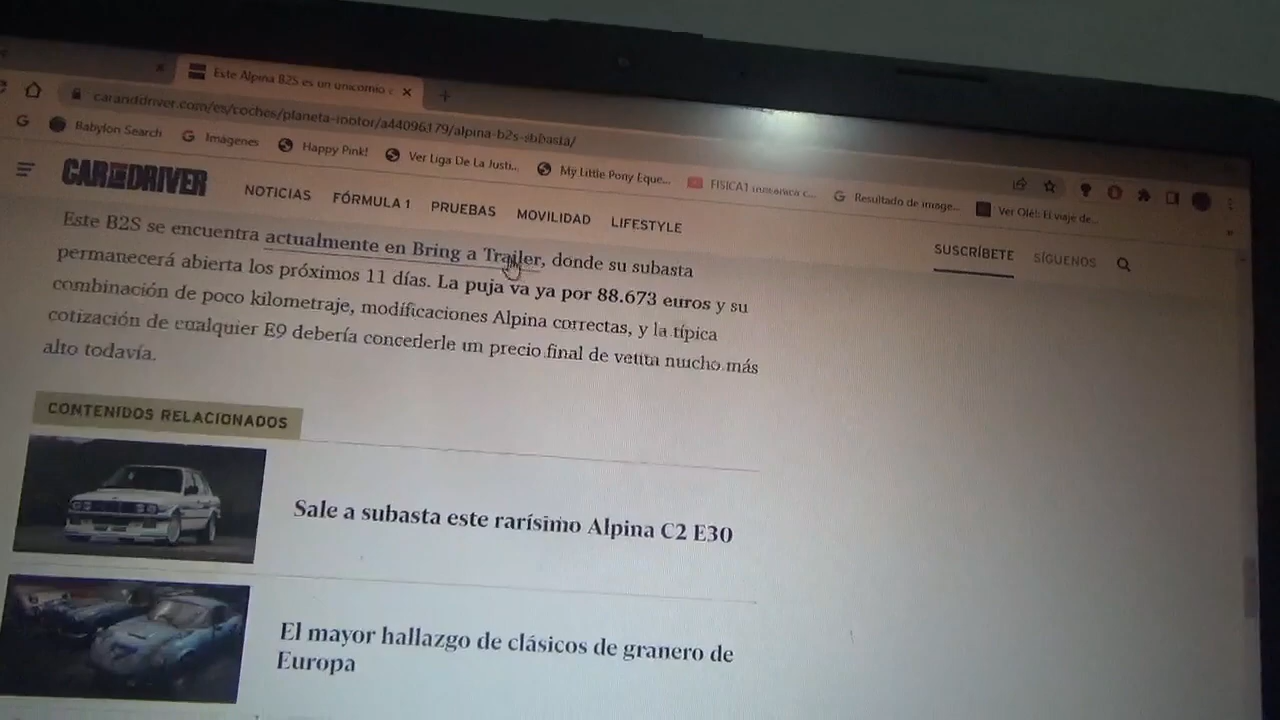 Este Alpina B2S es un unicornio
caranddriver.com/es/coches/planeta-motor/a44096179/alpina-b2s-subasta/
Babylon Search
Imágenes
Happy Pink!
Ver Liga De La Justi...
My Little Pony Eque...
FISICA1
Resultado de image...
Ver Olé! El viaje de...
CAR AND DRIVER
NOTICIAS
FÓRMULA 1
PRUEBAS
MOVILIDAD
LIFESTYLE
SUSCRÍBETE
SÍGUENOS
Este B2S se encuentra actualmente en Bring a Trailer, donde su subasta
permanecerá abierta los próximos 11 días. La puja va ya por 88.673 euros y su
combinación de poco kilometraje, modificaciones Alpina correctas, y la típica
cotización de cualquier E9 debería concederle un precio final de venta mucho más
alto todavía.
CONTENIDOS RELACIONADOS
Sale a subasta este rarísimo Alpina C2 E30
El mayor hallazgo de clásicos de granero de
Europa